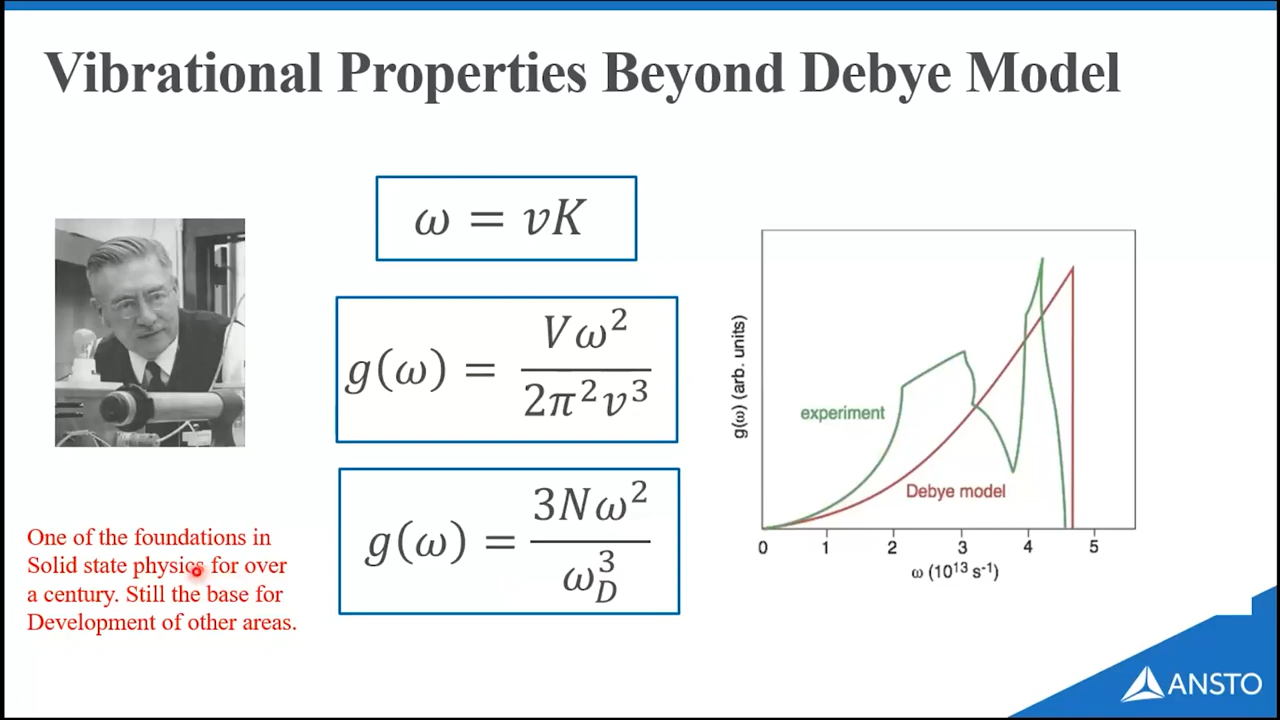 Vibrational Properties Beyond Debye Model
ω = vK
g(ω) = Vω² / 2π²v³
g(ω) = 3Nω² / ω_D³
One of the foundations in
Solid state physics for over
a century. Still the base for
Development of other areas.
g(ω) (arb. units)
experiment
Debye model
0 1 2 3 4 5
ω (10¹³ s⁻¹)
ANSTO